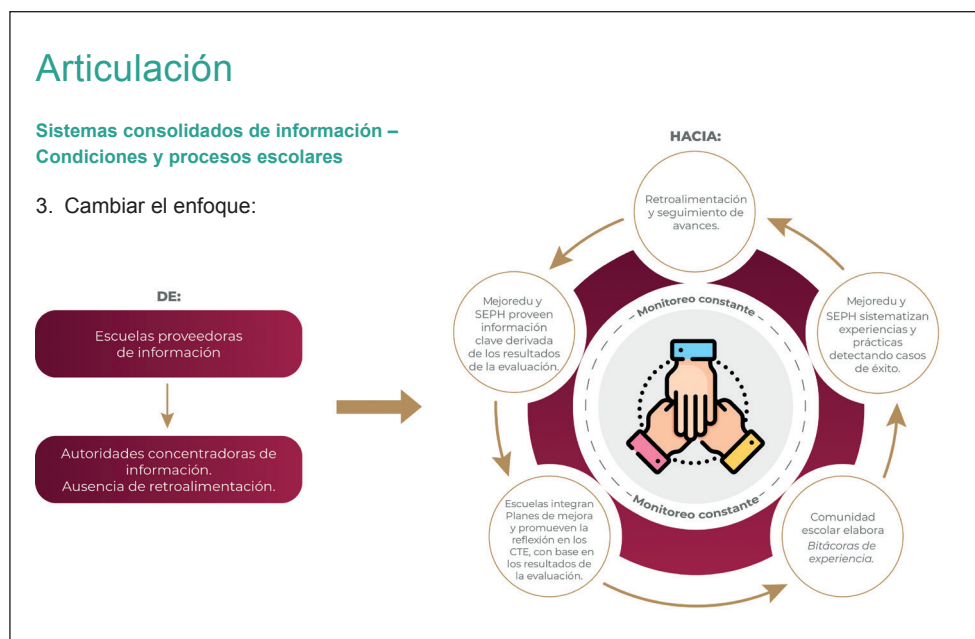 Articulación
Sistemas consolidados de información –
Condiciones y procesos escolares
3. Cambiar el enfoque:
DE:
Escuelas proveedoras
de información
Autoridades concentradoras de
información.
Ausencia de retroalimentación.
HACIA:
Retroalimentación
y seguimiento de
avances.
Mejoredu y
SEPH proveen
información
clave derivada
de los resultados
de la evaluación.
Escuelas integran
Planes de mejora
y promueven la
reflexión en los
CTE, con base en
los resultados de
la evaluación.
Comunidad
escolar elabora
Bitácoras de
experiencia.
Mejoredu y
SEPH sistematizan
experiencias y
prácticas
detectando casos
de éxito.
Monitoreo constante
Monitoreo constante